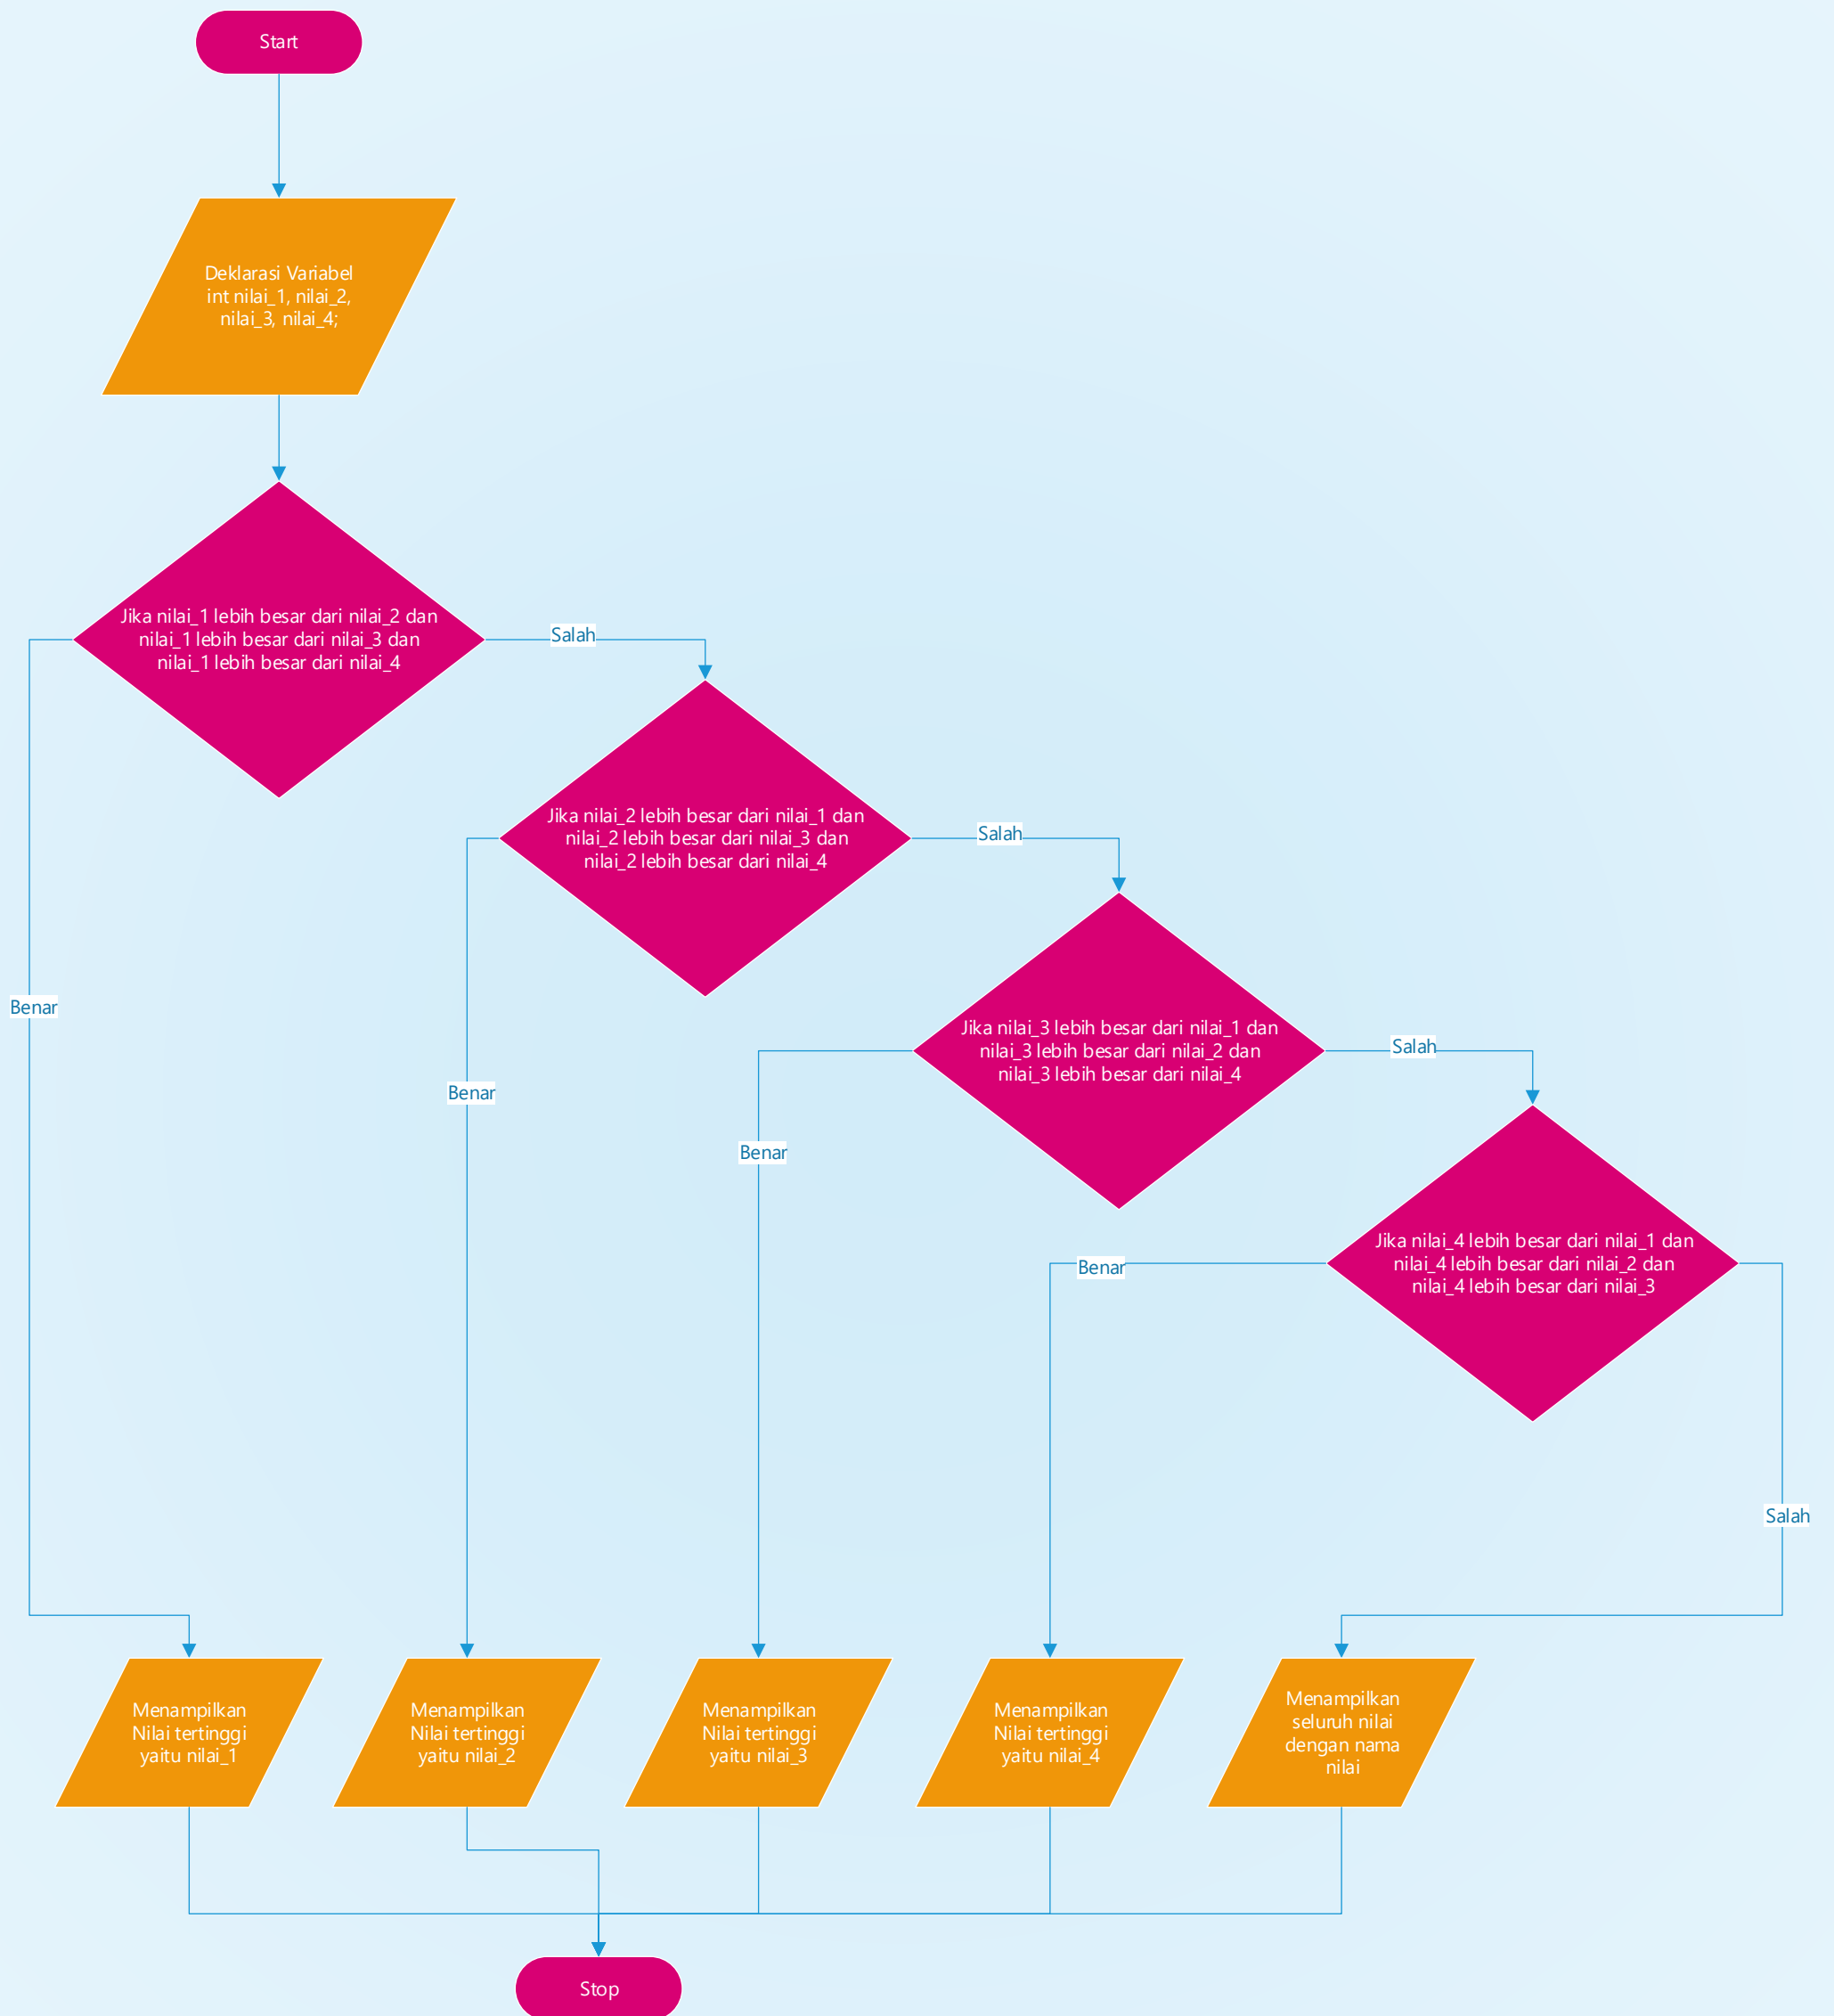 Start
Deklarasi Variabel
int nilai_1, nilai_2,
nilai_3, nilai_4;
Jika nilai_1 lebih besar dari nilai_2 dan
nilai_1 lebih besar dari nilai_3 dan
nilai_1 lebih besar dari nilai_4
Salah
Benar
Jika nilai_2 lebih besar dari nilai_1 dan
nilai_2 lebih besar dari nilai_3 dan
nilai_2 lebih besar dari nilai_4
Salah
Benar
Jika nilai_3 lebih besar dari nilai_1 dan
nilai_3 lebih besar dari nilai_2 dan
nilai_3 lebih besar dari nilai_4
Salah
Benar
Jika nilai_4 lebih besar dari nilai_1 dan
nilai_4 lebih besar dari nilai_2 dan
nilai_4 lebih besar dari nilai_3
Benar
Salah
Menampilkan
Nilai tertinggi
yaitu nilai_1
Menampilkan
Nilai tertinggi
yaitu nilai_2
Menampilkan
Nilai tertinggi
yaitu nilai_3
Menampilkan
Nilai tertinggi
yaitu nilai_4
Menampilkan
seluruh nilai
dengan nama
nilai
Stop